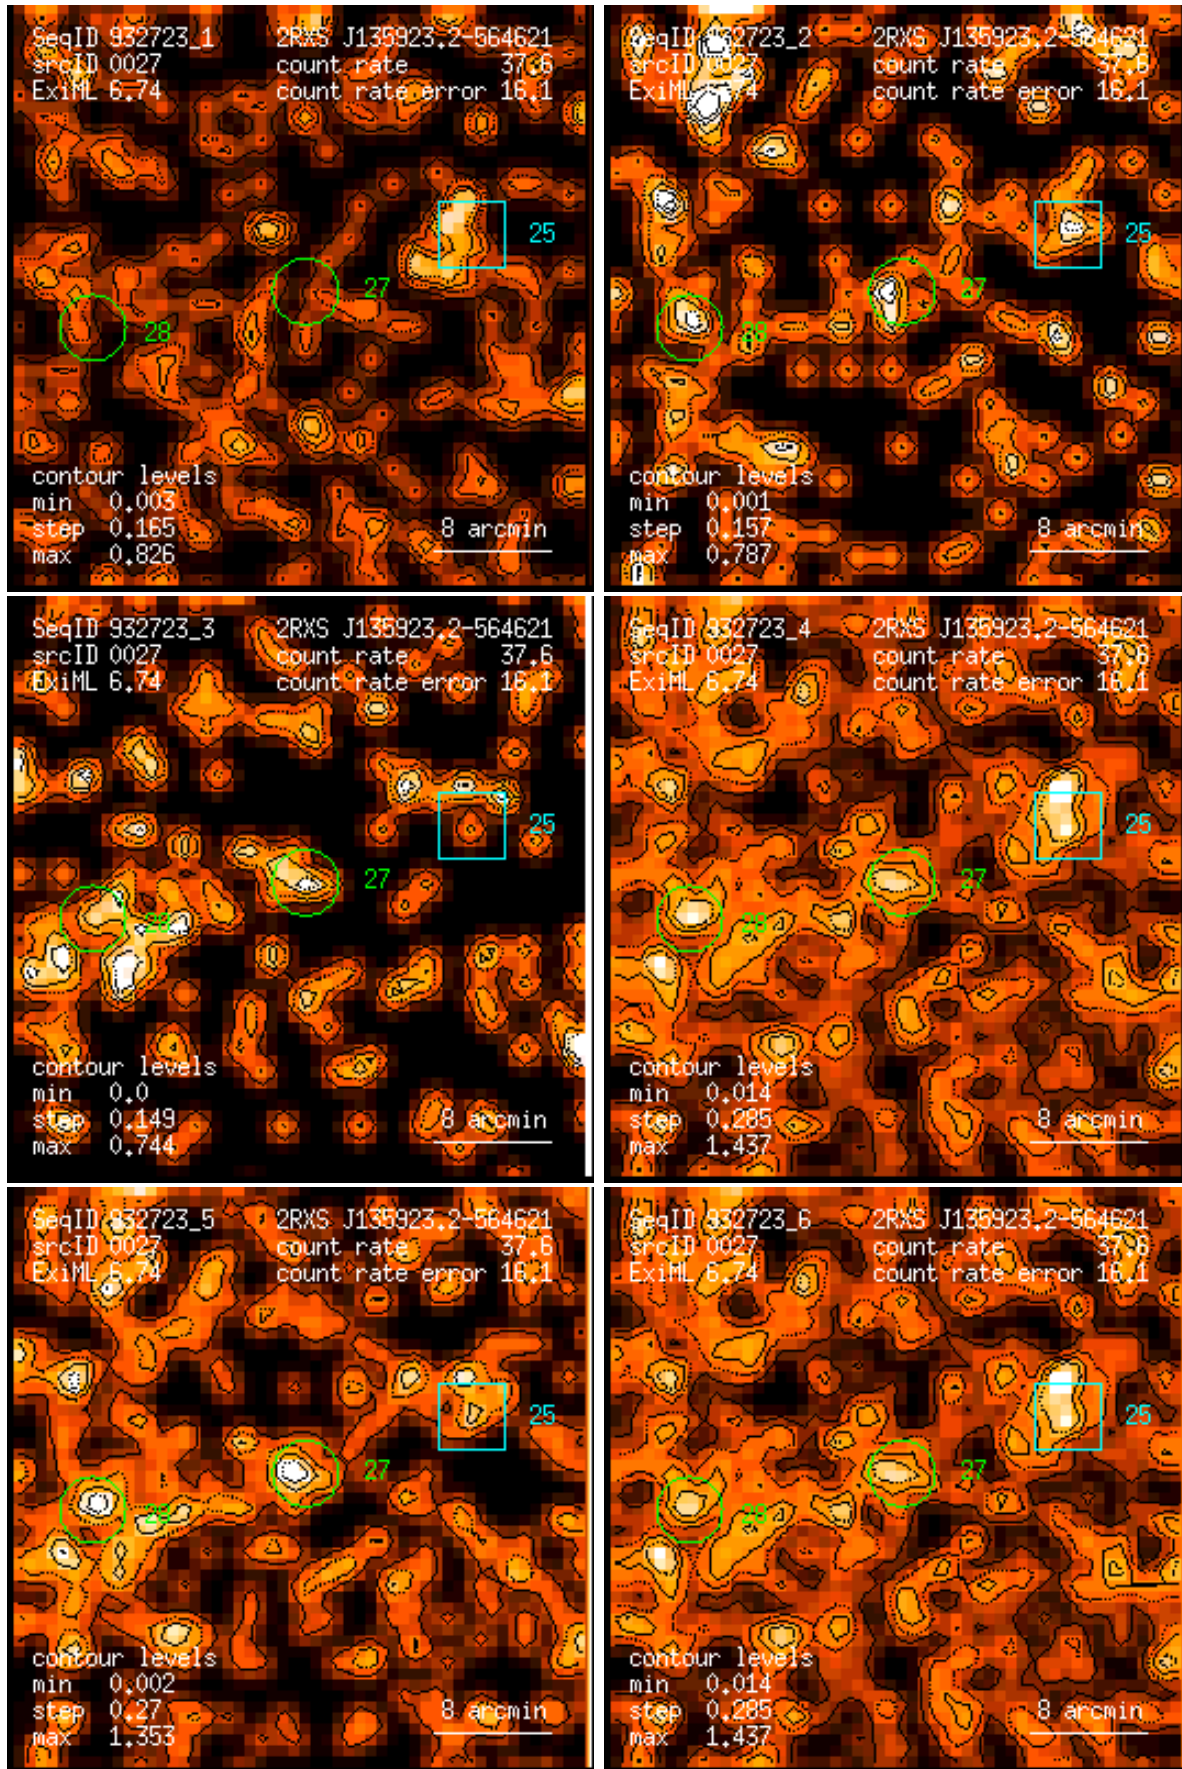 SeqID 932723_1 2RXS J135923.2-564621
srcID 0027 count rate 37.6
ExiML 6.74 count rate error 16.1
25
27
28
contour levels
min 0.003
step 0.165 8 arcmin
max 0.826
SeqID 932723_2 2RXS J135923.2-564621
srcID 0027 count rate 37.6
ExiML 6.74 count rate error 16.1
25
27
28
contour levels
min 0.001
step 0.157 8 arcmin
max 0.787
SeqID 932723_3 2RXS J135923.2-564621
srcID 0027 count rate 37.6
ExiML 6.74 count rate error 16.1
25
27
28
contour levels
min 0.0
step 0.149 8 arcmin
max 0.744
SeqID 932723_4 2RXS J135923.2-564621
srcID 0027 count rate 37.6
ExiML 6.74 count rate error 16.1
25
27
28
contour levels
min 0.014
step 0.285 8 arcmin
max 1.437
SeqID 932723_5 2RXS J135923.2-564621
srcID 0027 count rate 37.6
ExiML 6.74 count rate error 16.1
25
27
28
contour levels
min 0.002
step 0.27 8 arcmin
max 1.353
SeqID 932723_6 2RXS J135923.2-564621
srcID 0027 count rate 37.6
ExiML 6.74 count rate error 16.1
25
27
28
contour levels
min 0.014
step 0.285 8 arcmin
max 1.437